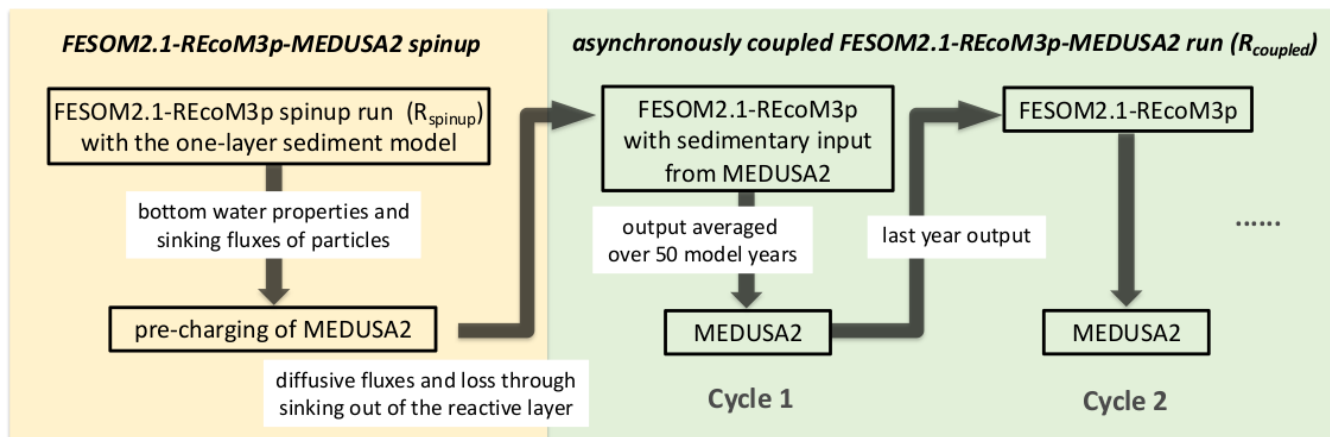 FESOM2.1-REcoM3p-MEDUSA2 spinup
FESOM2.1-REcoM3p spinup run (Rspinup)
with the one-layer sediment model
bottom water properties and
sinking fluxes of particles
pre-charging of MEDUSA2
diffusive fluxes and loss through
sinking out of the reactive layer
asynchronously coupled FESOM2.1-REcoM3p-MEDUSA2 run (Rcoupled)
FESOM2.1-REcoM3p
with sedimentary input
from MEDUSA2
output averaged
over 50 model years
MEDUSA2
Cycle 1
last year output
FESOM2.1-REcoM3p
MEDUSA2
Cycle 2
......